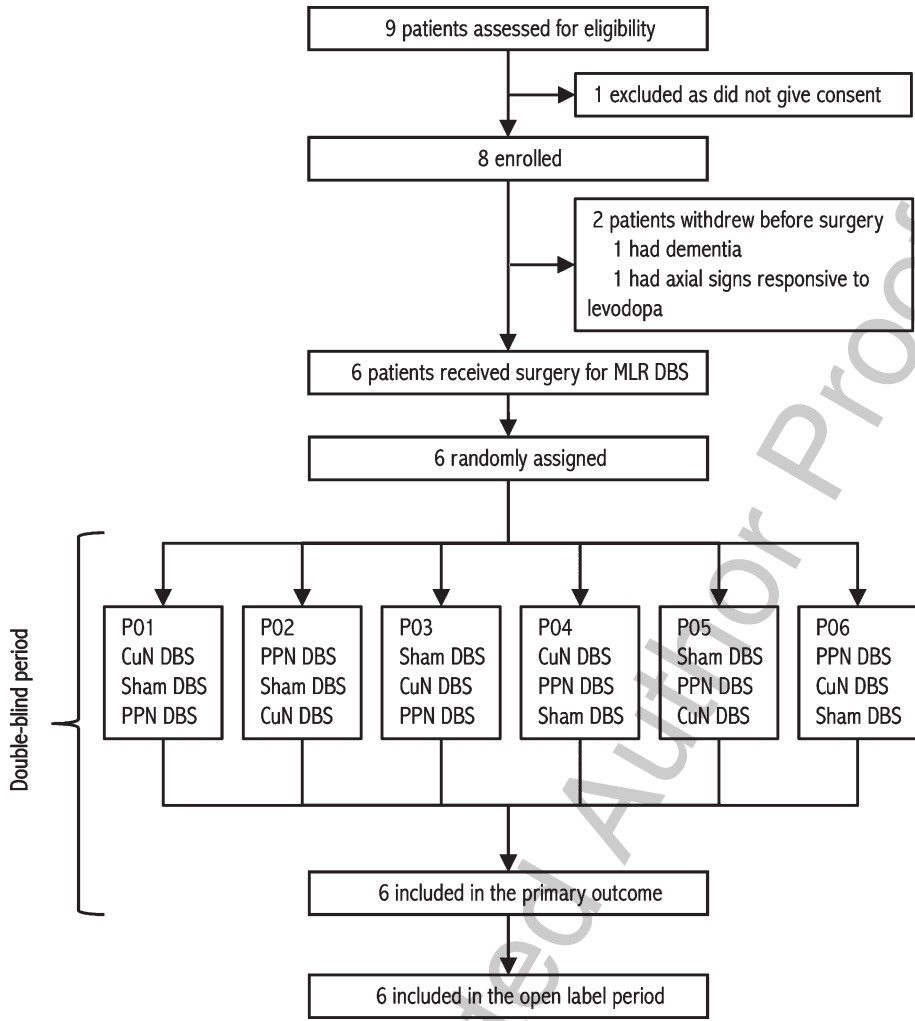 9 patients assessed for eligibility
1 excluded as did not give consent
8 enrolled
2 patients withdrew before surgery
1 had dementia
1 had axial signs responsive to
levodopa
6 patients received surgery for MLR DBS
6 randomly assigned
Double-blind period
P01
CuN DBS
Sham DBS
PPN DBS
P02
PPN DBS
Sham DBS
CuN DBS
P03
Sham DBS
CuN DBS
PPN DBS
P04
CuN DBS
PPN DBS
Sham DBS
P05
Sham DBS
PPN DBS
CuN DBS
P06
PPN DBS
CuN DBS
Sham DBS
6 included in the primary outcome
6 included in the open label period
ted Author Proof